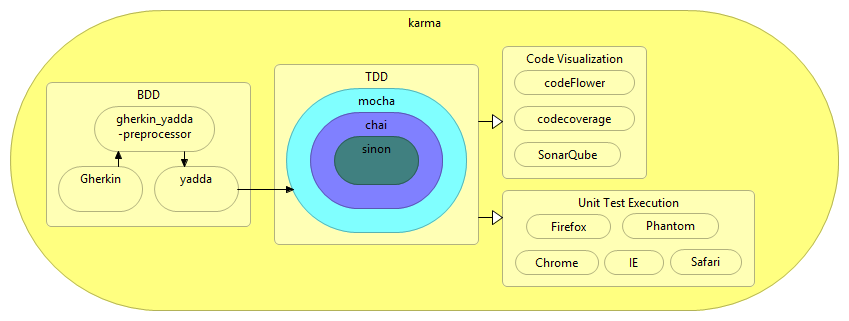 karma
BDD
gherkin_yadda
-preprocessor
Gherkin
yadda
TDD
mocha
chai
sinon
Code Visualization
codeFlower
codecoverage
SonarQube
Unit Test Execution
Firefox
Phantom
Chrome
IE
Safari